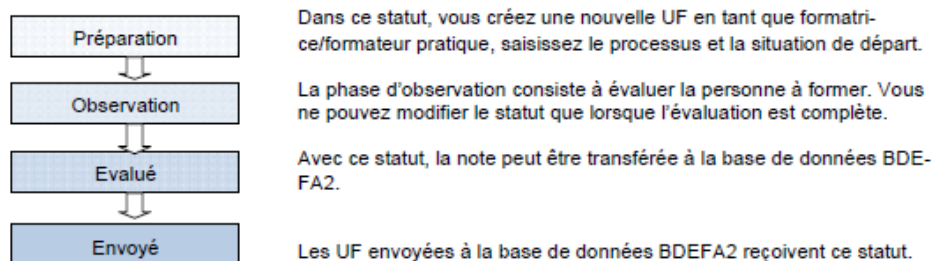 Préparation
Dans ce statut, vous créez une nouvelle UF en tant que formatri-
ce/formateur pratique, saisissez le processus et la situation de départ.
Observation
La phase d'observation consiste à évaluer la personne à former. Vous
ne pouvez modifier le statut que lorsque l'évaluation est complète.
Evalué
Avec ce statut, la note peut être transférée à la base de données BDE-
FA2.
Envoyé
Les UF envoyées à la base de données BDEFA2 reçoivent ce statut.